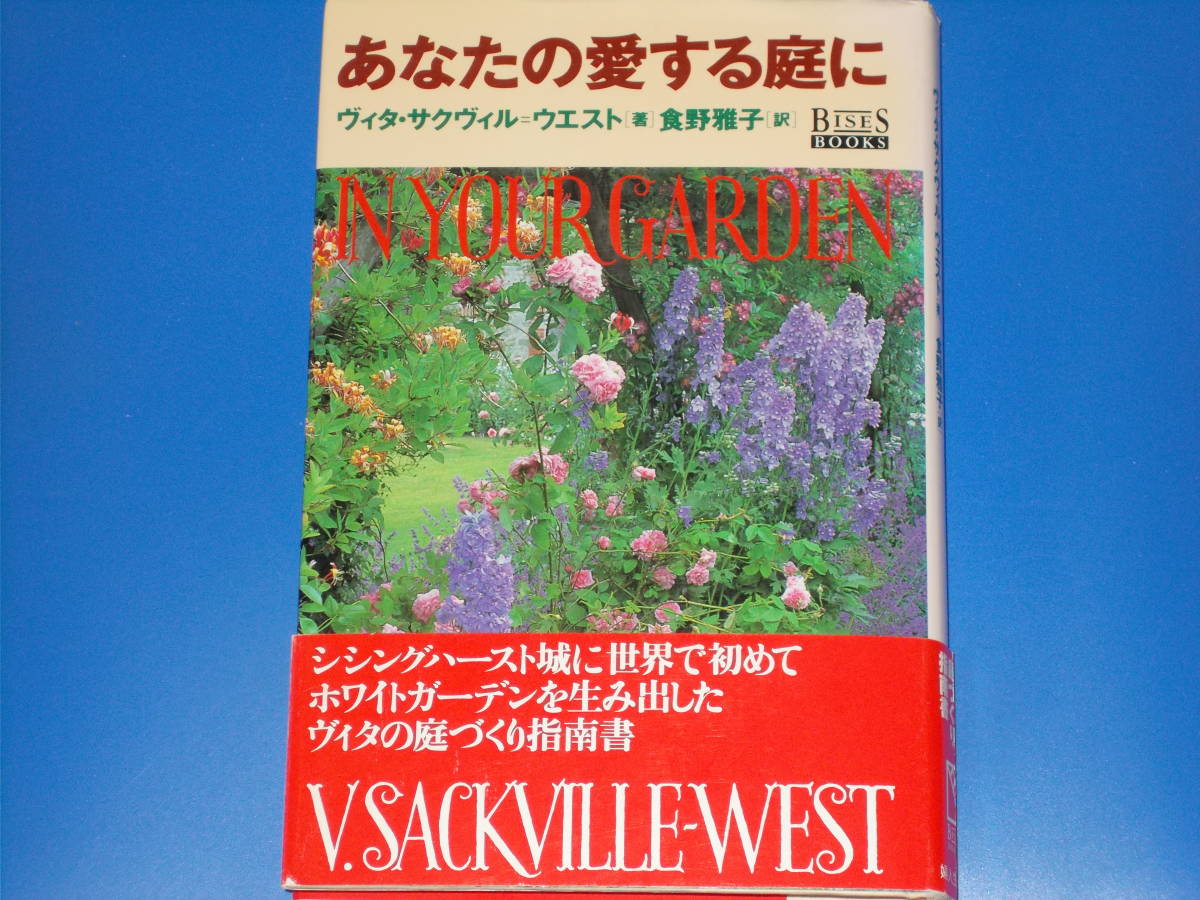 あなたの愛する庭に
ヴィタ・サクヴィル=ウエスト[著]食野雅子[訳]
BISES
BOOKS
IN YOUR GARDEN
シシングハースト城に世界で初めて
ホワイトガーデンを生み出した
ヴィタの庭づくり指南書
V. SACKVILLE-WEST